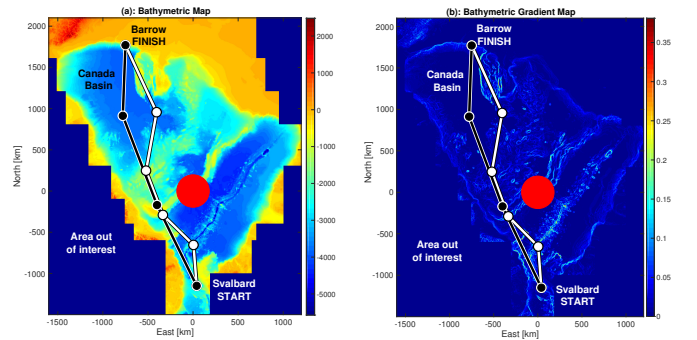 (a): Bathymetric Map
Barrow
FINISH
Canada
Basin
Area out
of interest
Svalbard
START
North [km]
2000
1500
1000
500
0
-500
-1000
-1500
-1000
-500
0
500
1000
East [km]
2000
1000
0
-1000
-2000
-3000
-4000
-5000
(b): Bathymetric Gradient Map
Barrow
FINISH
Canada
Basin
Area out
of interest
Svalbard
START
North [km]
2000
1500
1000
500
0
-500
-1000
-1500
-1000
-500
0
500
1000
East [km]
0.35
0.3
0.25
0.2
0.15
0.1
0.05
0